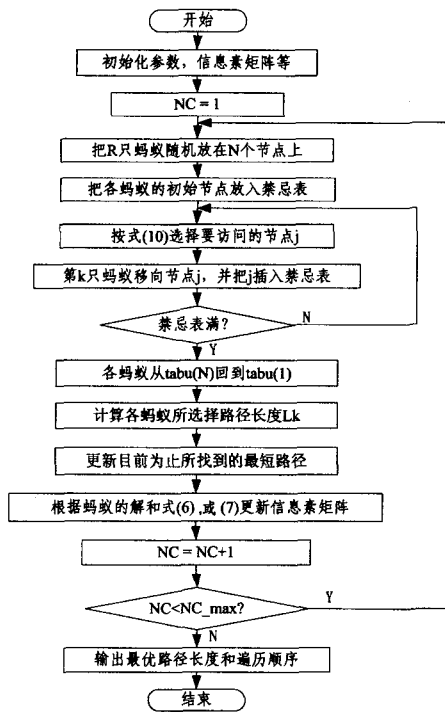 开始
初始化参数，信息素矩阵等
NC = 1
把R只蚂蚁随机放在N个节点上
把各蚂蚁的初始节点放入禁忌表
按式(10)选择要访问的节点j
第k只蚂蚁移向节点j，并把j插入禁忌表
禁忌表满？
N
Y
各蚂蚁从tabu(N)回到tabu(1)
计算各蚂蚁所选择路径长度Lk
更新目前为止所找到的最短路径
根据蚂蚁的解和式(6) ,或 (7)更新信息素矩阵
NC = NC+1
NC<NC_max?
Y
N
输出最优路径长度和遍历顺序
结束